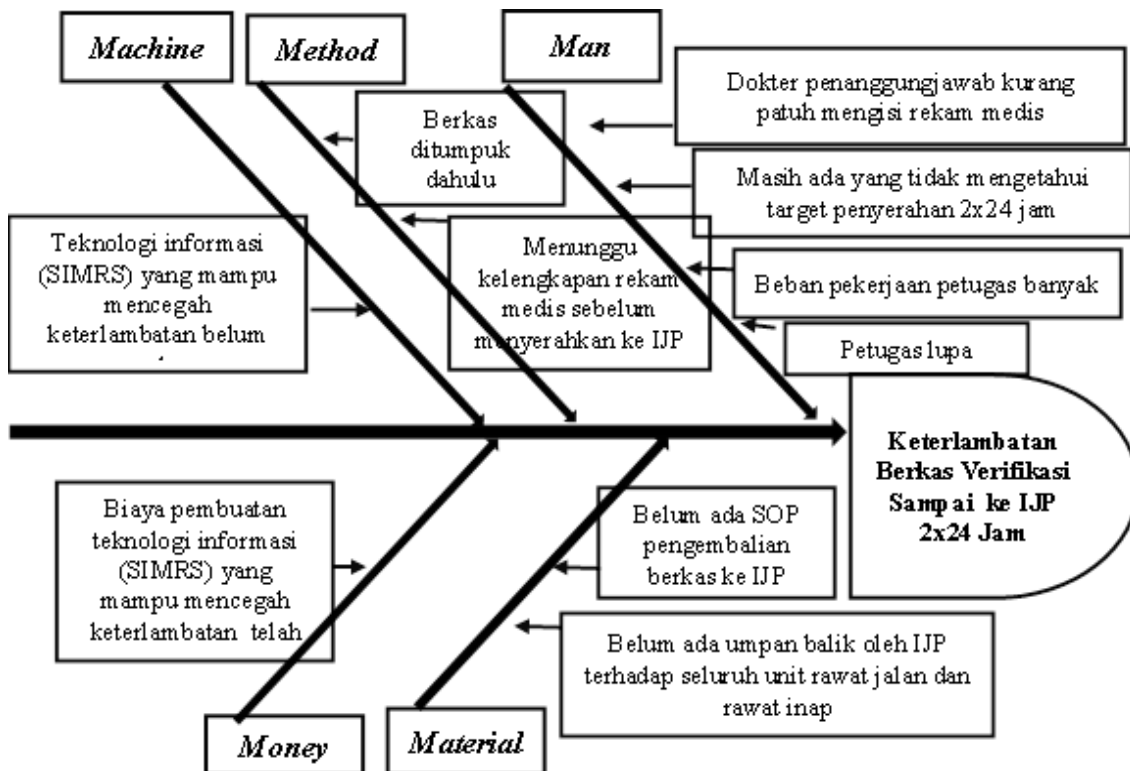 Machine
Method
Man
Dokter penanggungjawab kurang
patuh mengisi rekam medis
Berkas
ditumpuk
dahulu
Masih ada yang tidak mengetahui
target penyerahan 2x24 jam
Teknologi informasi
(SIMRS) yang mampu
mencegah
keterlambatan belum
Menunggu
kelengkapan rekam
medis sebelum
menyerahkan ke IJP
Beban pekerjaan petugas banyak
Petugas lupa
Keterlambatan
Berkas Verifikasi
Sampai ke IJP
2x24 Jam
Biaya pembuatan
teknologi informasi
(SIMRS) yang
mampu mencegah
keterlambatan telah
Belum ada SOP
pengembalian
berkas ke IJP
Belum ada umpan balik oleh IJP
terhadap seluruh unit rawat jalan dan
rawat inap
Money
Material